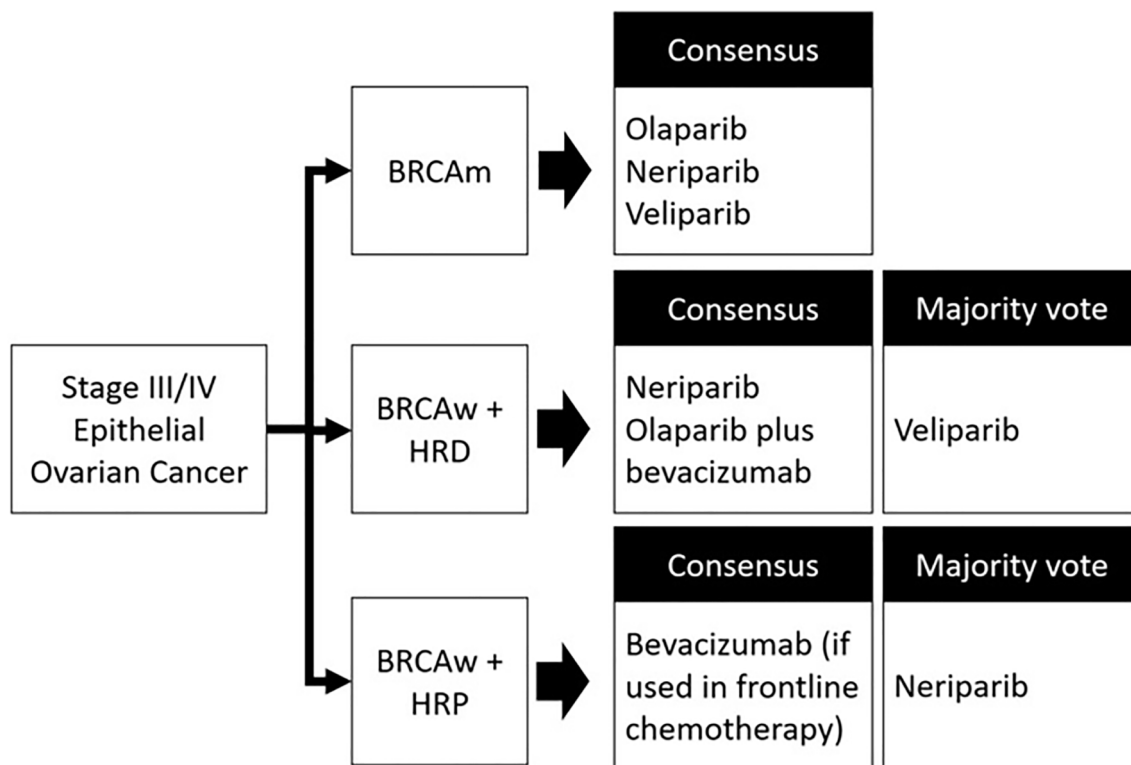 Stage III/IV
Epithelial
Ovarian Cancer
BRCAm
Consensus
Olaparib
Neriparib
Veliparib
BRCAw +
HRD
Consensus
Neriparib
Olaparib plus
bevacizumab
Majority vote
Veliparib
BRCAw +
HRP
Consensus
Bevacizumab (if
used in frontline
chemotherapy)
Majority vote
Neriparib